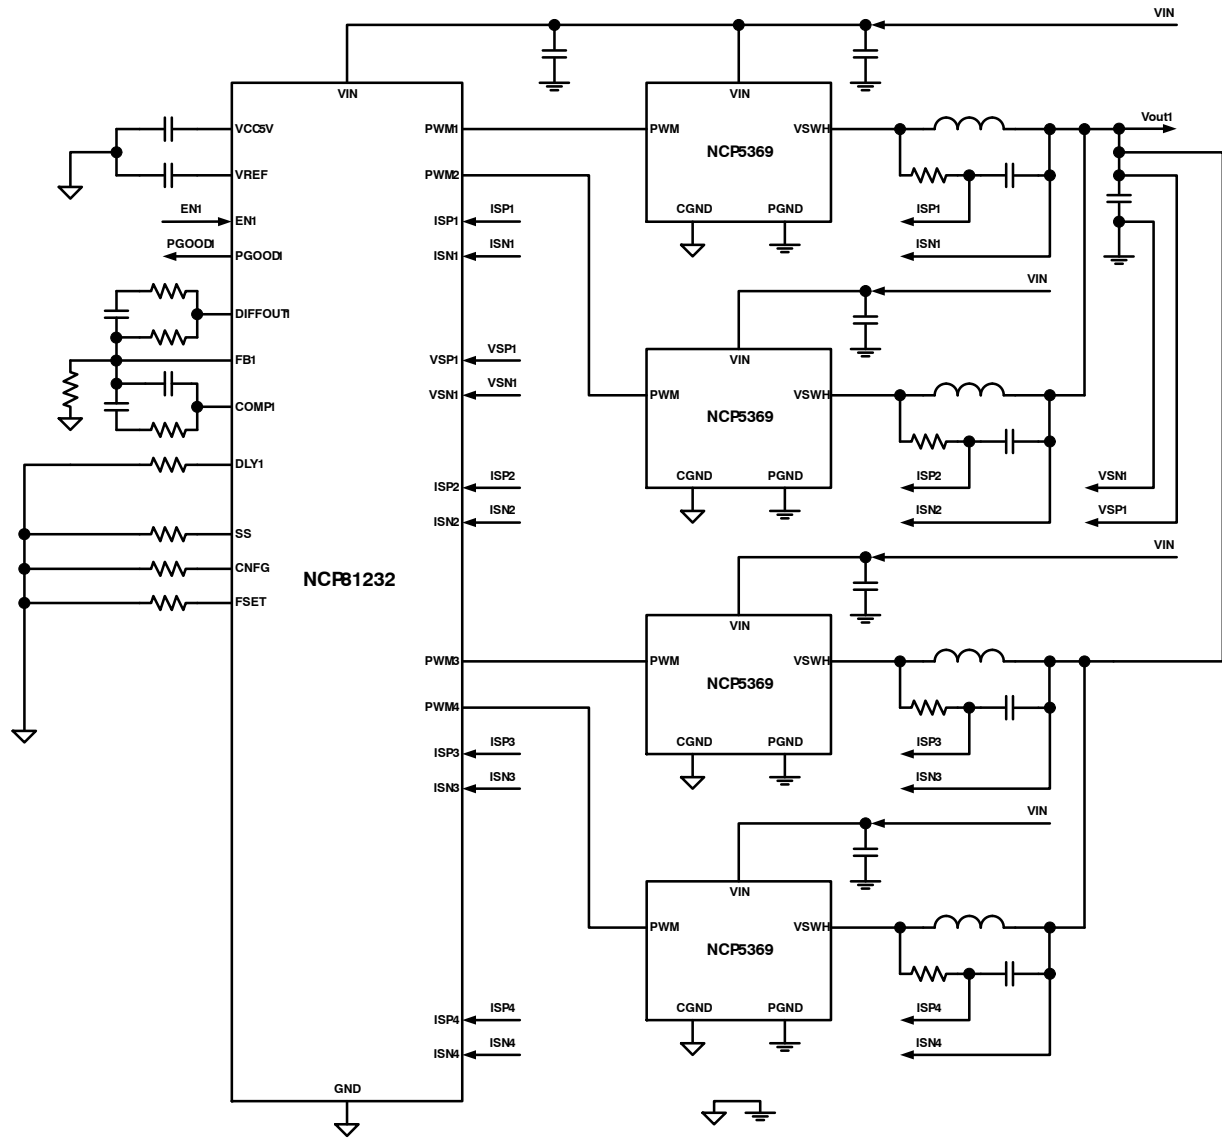 VIN
VIN
VIN
VCC5V
PWM1
PWM
VSWH
Vout1
NCP5369
VREF
PWM2
EN1
EN1
ISP1
ISP1
CGND
PGND
ISP1
PGOOD1
PGOOD1
ISN1
ISN1
ISN1
VIN
DIFFOUT1
FB1
VSP1
VSP1
VIN
VSN1
VSN1
PWM
VSWH
COMP1
NCP5369
DLY1
ISP2
ISP2
CGND
PGND
ISP2
VSN1
ISN2
ISN2
ISN2
VSP1
SS
VIN
CNFG
NCP81232
FSET
VIN
PWM3
PWM
VSWH
NCP5369
PWM4
ISP3
ISP3
CGND
PGND
ISP3
ISN3
ISN3
ISN3
VIN
VIN
PWM
VSWH
NCP5369
ISP4
ISP4
CGND
PGND
ISP4
ISN4
ISN4
ISN4
GND